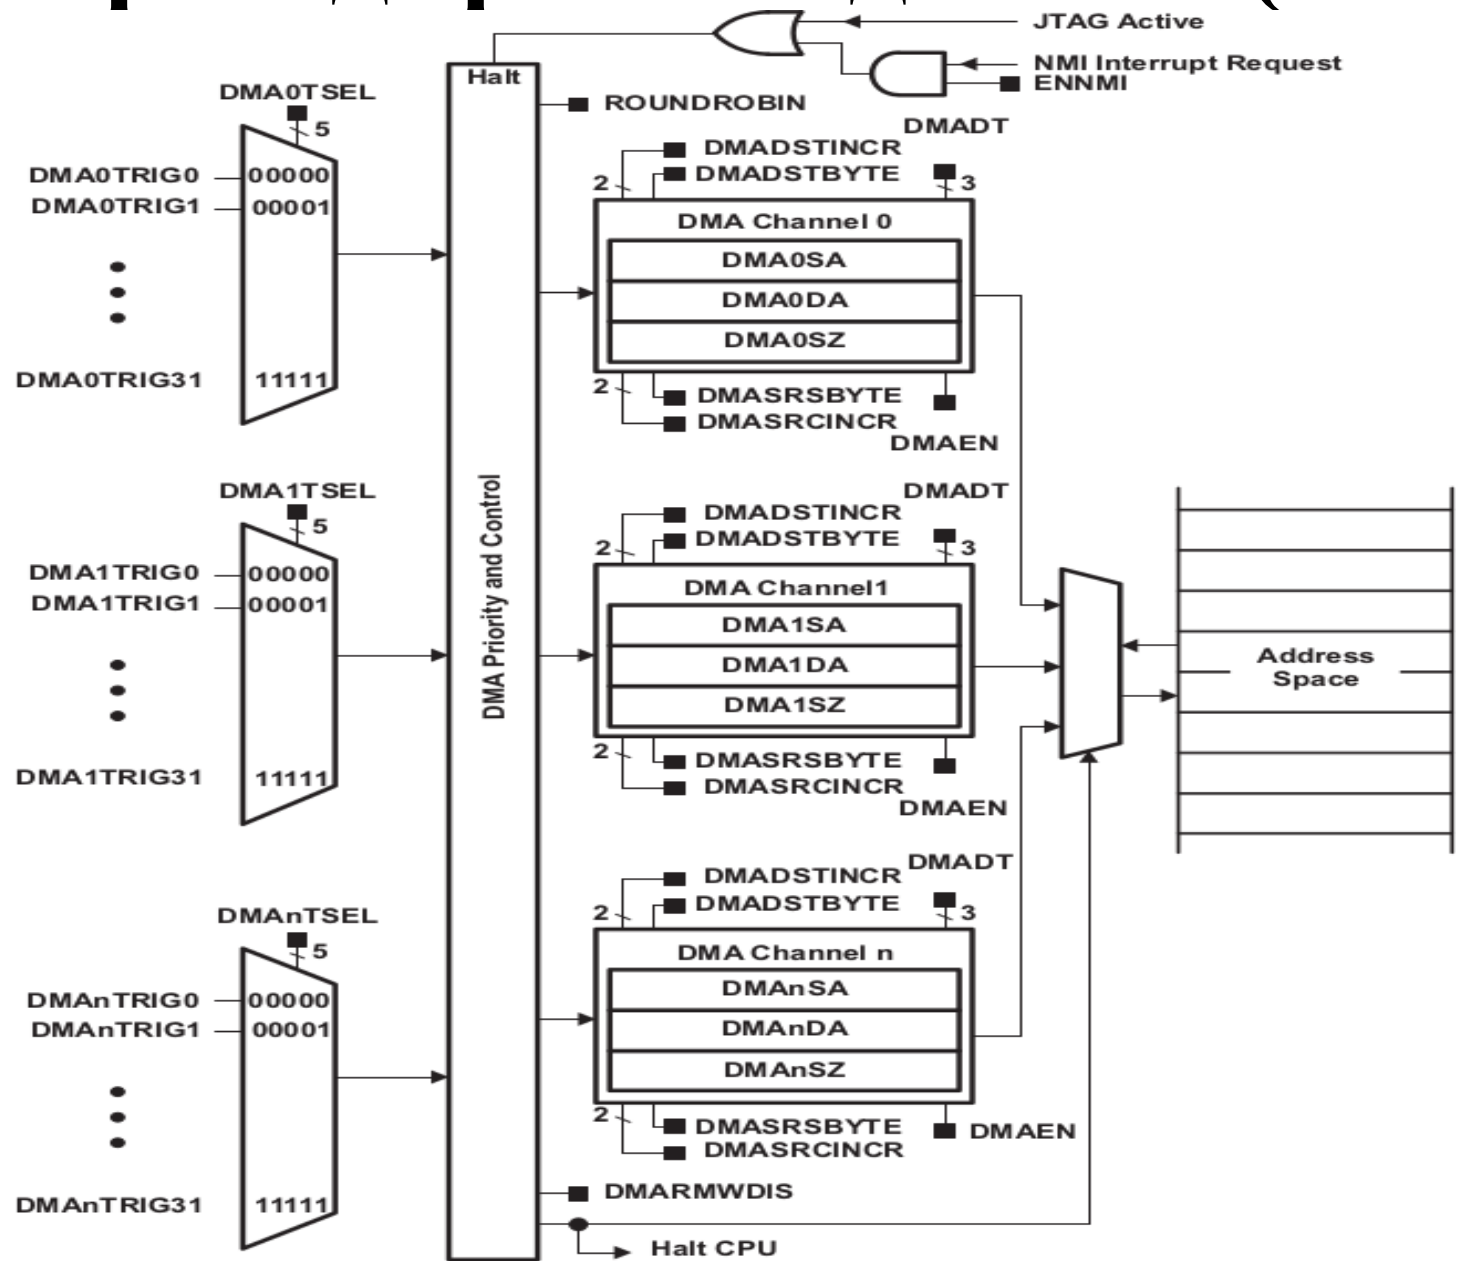 JTAG Active
NMI Interrupt Request
ENNMI
Halt
DMA0TSEL
5
ROUNDROBIN
DMADT
DMADSTINCR
DMADSTBYTE
2
3
DMA0TRIG0
00000
DMA0TRIG1
00001
DMA Channel 0
DMA0SA
DMA0DA
DMA0SZ
DMA0TRIG31
11111
2
DMASRSBYTE
DMASRCINCR
DMAEN
DMA Priority and Control
DMA1TSEL
5
DMADT
DMADSTINCR
DMADSTBYTE
2
3
DMA1TRIG0
00000
DMA1TRIG1
00001
DMA Channel1
DMA1SA
DMA1DA
DMA1SZ
Address
Space
DMA1TRIG31
11111
2
DMASRSBYTE
DMASRCINCR
DMAEN
DMADT
DMADSTINCR
DMADSTBYTE
2
3
DMAnTSEL
5
DMA Channel n
DMAnSA
DMAnDA
DMAnSZ
DMAnTRIG0
00000
DMAnTRIG1
00001
2
DMASRSBYTE
DMASRCINCR
DMAEN
DMAnTRIG31
11111
DMARMWDIS
Halt CPU